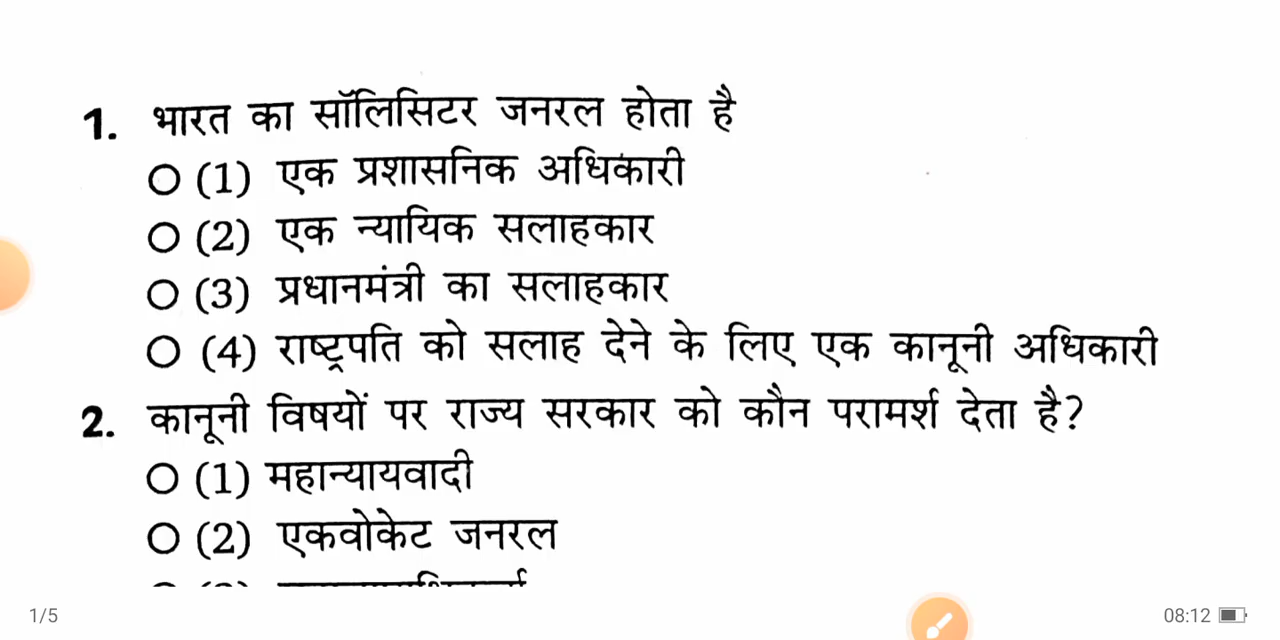 1. भारत का सॉलिसिटर जनरल होता है
(1) एक प्रशासनिक अधिकारी
(2) एक न्यायिक सलाहकार
(3) प्रधानमंत्री का सलाहकार
(4) राष्ट्रपति को सलाह देने के लिए एक कानूनी अधिकारी
2. कानूनी विषयों पर राज्य सरकार को कौन परामर्श देता है?
(1) महान्यायवादी
(2) एकवोकेट जनरल
1/5
08:12